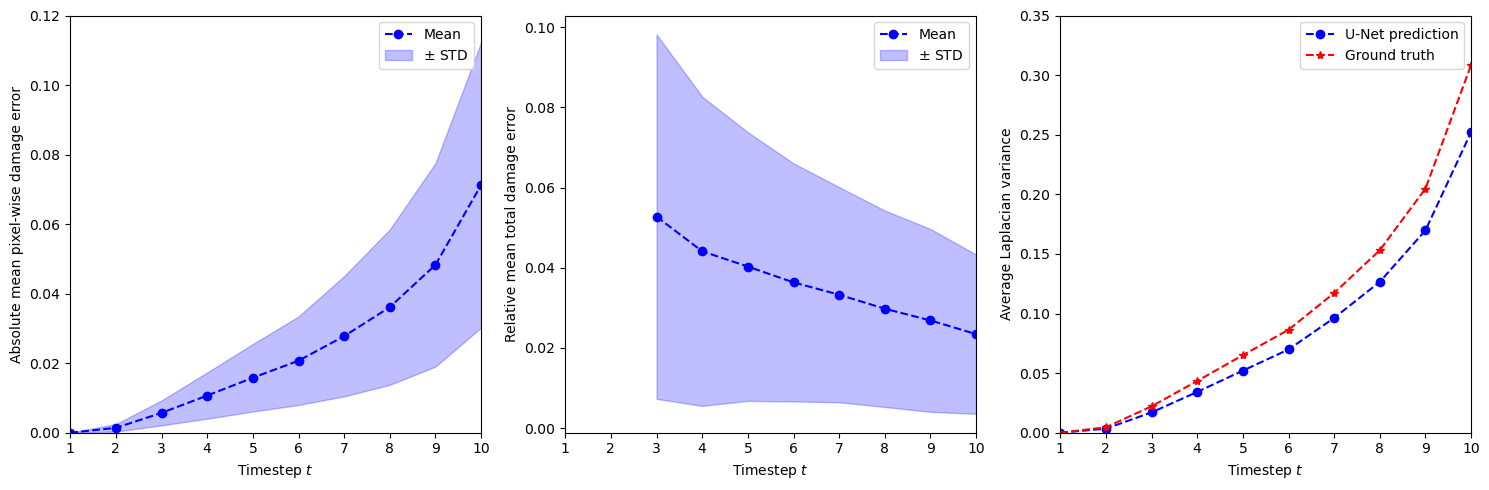 Absolute mean pixel-wise damage error
0.12
0.10
0.08
0.06
0.04
0.02
0.00
Mean
± STD
1 2 3 4 5 6 7 8 9 10
Timestep t
Relative mean total damage error
0.10
0.08
0.06
0.04
0.02
0.00
Mean
± STD
1 2 3 4 5 6 7 8 9 10
Timestep t
Average Laplacian variance
0.35
0.30
0.25
0.20
0.15
0.10
0.05
0.00
U-Net prediction
Ground truth
1 2 3 4 5 6 7 8 9 10
Timestep t